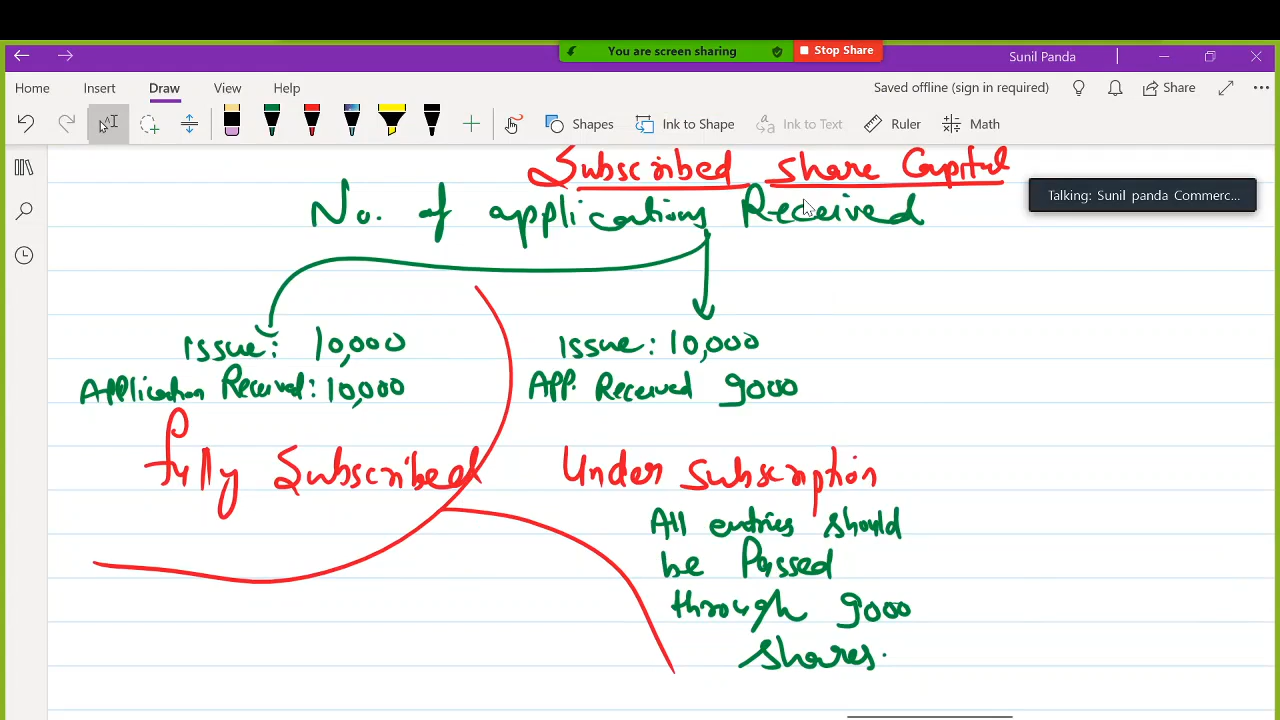 You are screen sharing
Stop Share
Sunil Panda
Home Insert Draw View Help
Saved offline (sign in required)
Share
Shapes
Ink to Shape
Ink to Text
Ruler
Math
Talking: Sunil panda Commerc...
Subscribed share Capital
No. of applications Received
Issue: 10,000
Application Received: 10,000
fully Subscribed
Issue: 10,000
App. Received 9000
Under subscription
All entries should
be Passed
through 9000
shares.